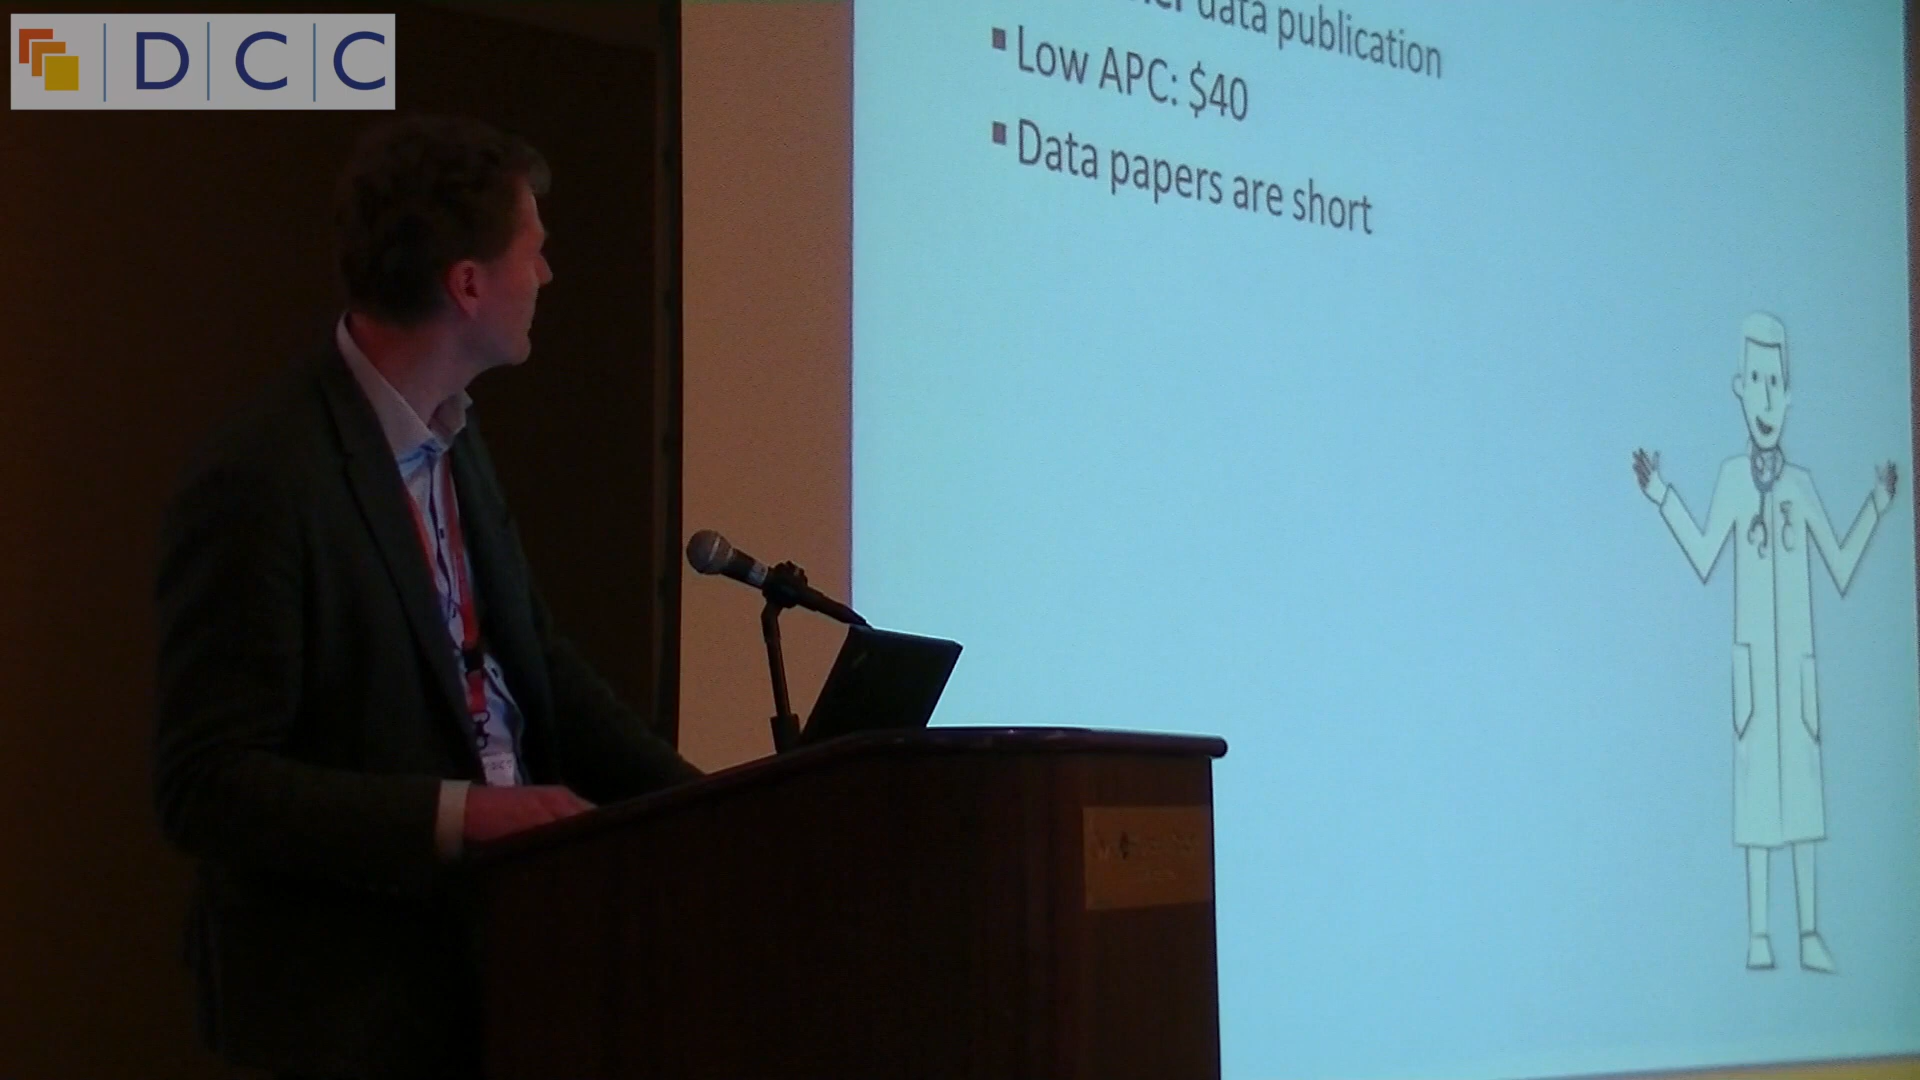 DCC
data publication
Low APC: $40
Data papers are short